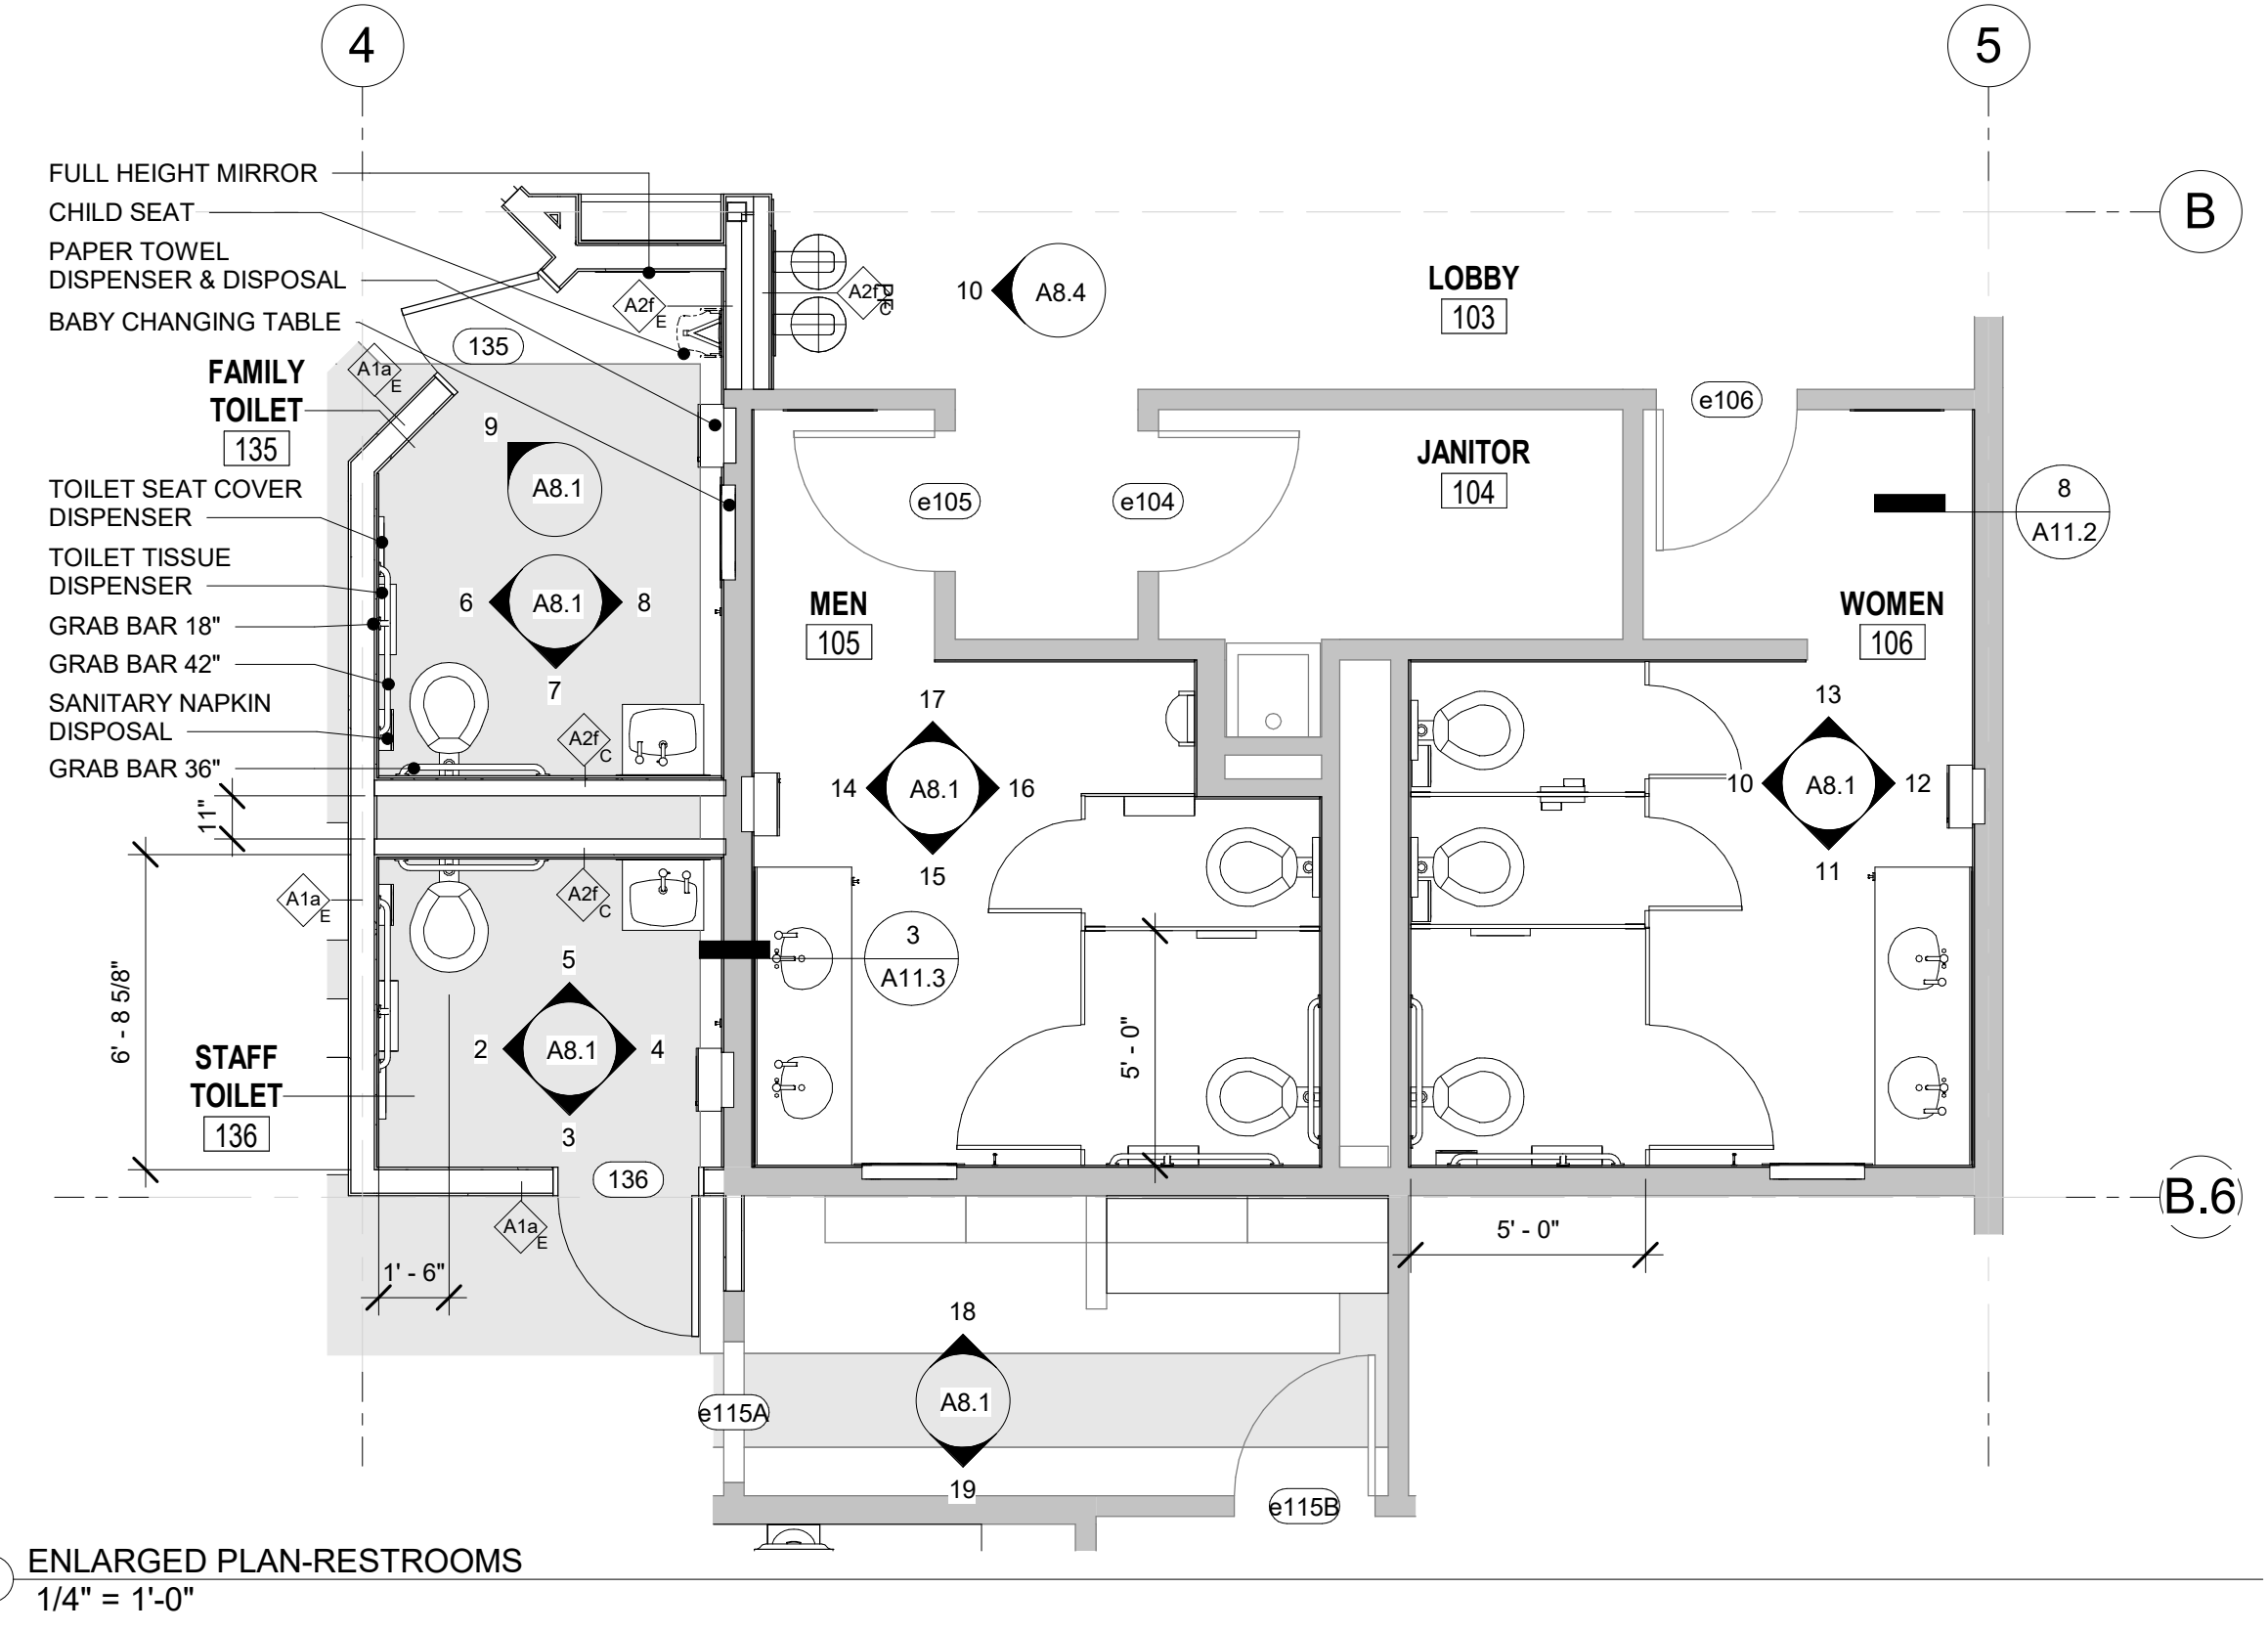 4
5
FULL HEIGHT MIRROR
CHILD SEAT
B
PAPER TOWEL
DISPENSER & DISPOSAL
BABY CHANGING TABLE
A2f
E
A2f
10
A8.4
LOBBY
103
135
FAMILY
TOILET
135
A1a
E
e106
9
A8.1
JANITOR
104
TOILET SEAT COVER
DISPENSER
e105
e104
8
A11.2
TOILET TISSUE
DISPENSER
6
A8.1
8
7
MEN
105
WOMEN
106
GRAB BAR 18"
GRAB BAR 42"
SANITARY NAPKIN
DISPOSAL
GRAB BAR 36"
A2f
C
17
14
A8.1
16
15
13
10
A8.1
12
11
11"
A1a
E
A2f
C
3
A11.3
6' - 8 5/8"
5
2
A8.1
4
3
5' - 0"
STAFF
TOILET
136
136
A1a
E
B.6
1' - 6"
5' - 0"
18
A8.1
19
e115A
e115B
ENLARGED PLAN-RESTROOMS
1/4" = 1'-0"